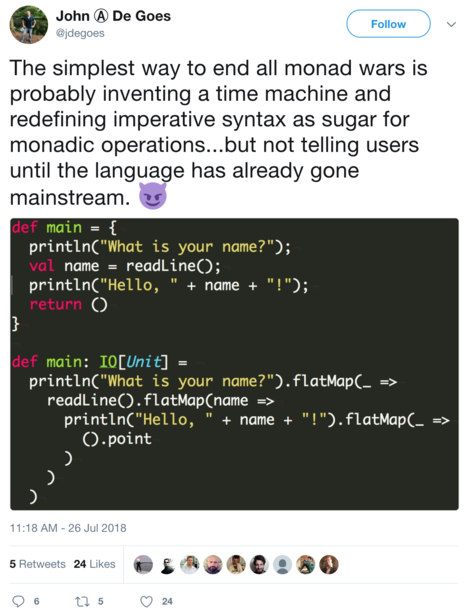 John Ⓐ De Goes
@jdegoes
Follow
The simplest way to end all monad wars is
probably inventing a time machine and
redefining imperative syntax as sugar for
monadic operations...but not telling users
until the language has already gone
mainstream. 😈
def main = {
  println("What is your name?");
  val name = readLine();
  println("Hello, " + name + "!");
  return ()
}
def main: IO[Unit] =
  println("What is your name?").flatMap(_ =>
    readLine().flatMap(name =>
      println("Hello, " + name + "!").flatMap(_ =>
        ().point
      )
    )
  )
11:18 AM - 26 Jul 2018
5 Retweets 24 Likes
6 5 24